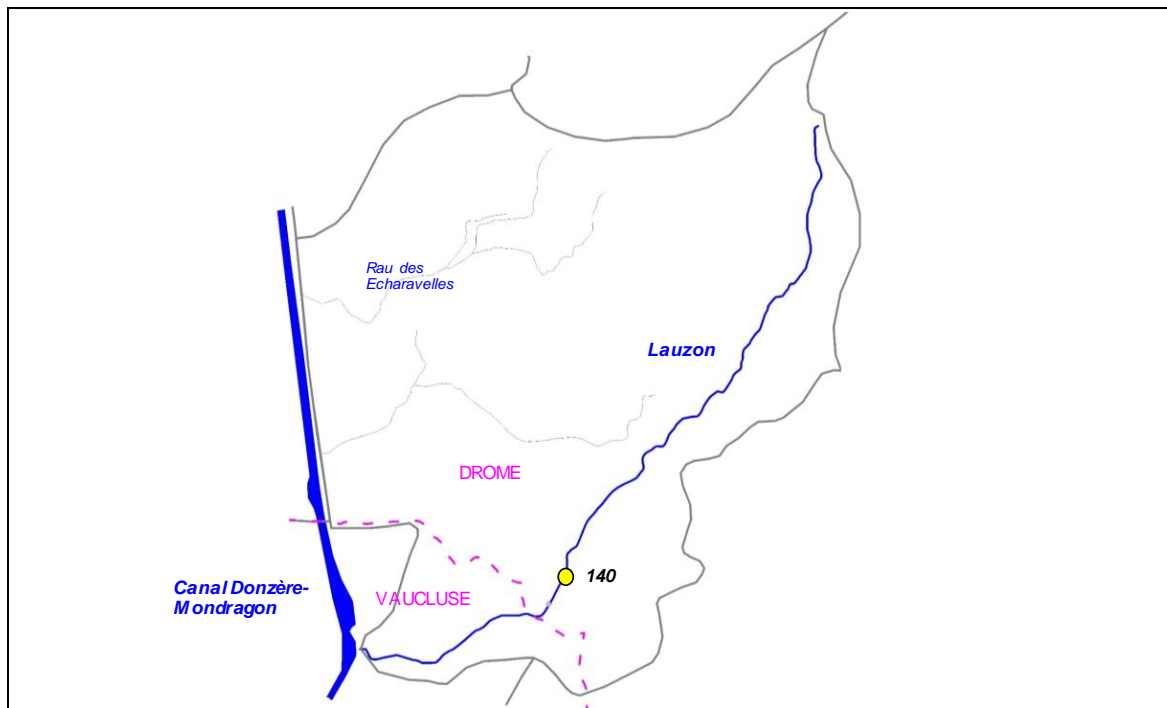 Rau des
Echaravelles
Lauzon
DROME
140
Canal Donzère-
Mondragon
VAUCLUSE